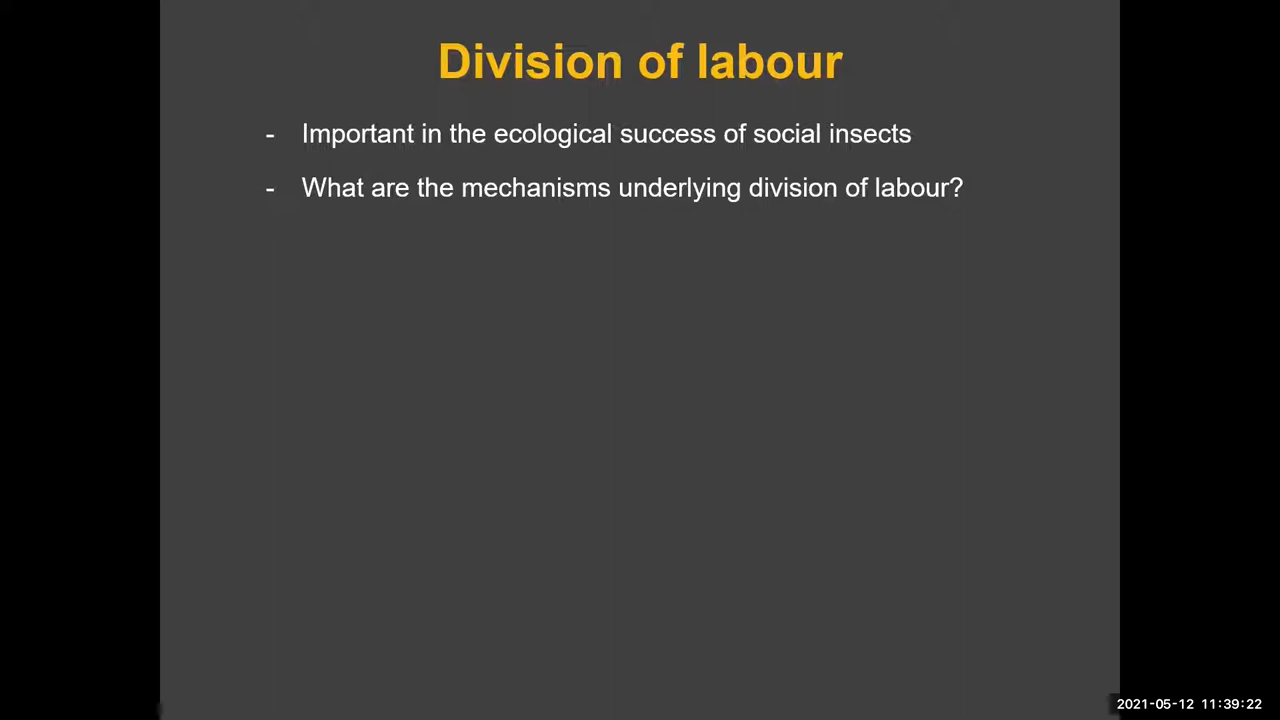 Division of labour
- Important in the ecological success of social insects
- What are the mechanisms underlying division of labour?
2021-05-12 11:39:22